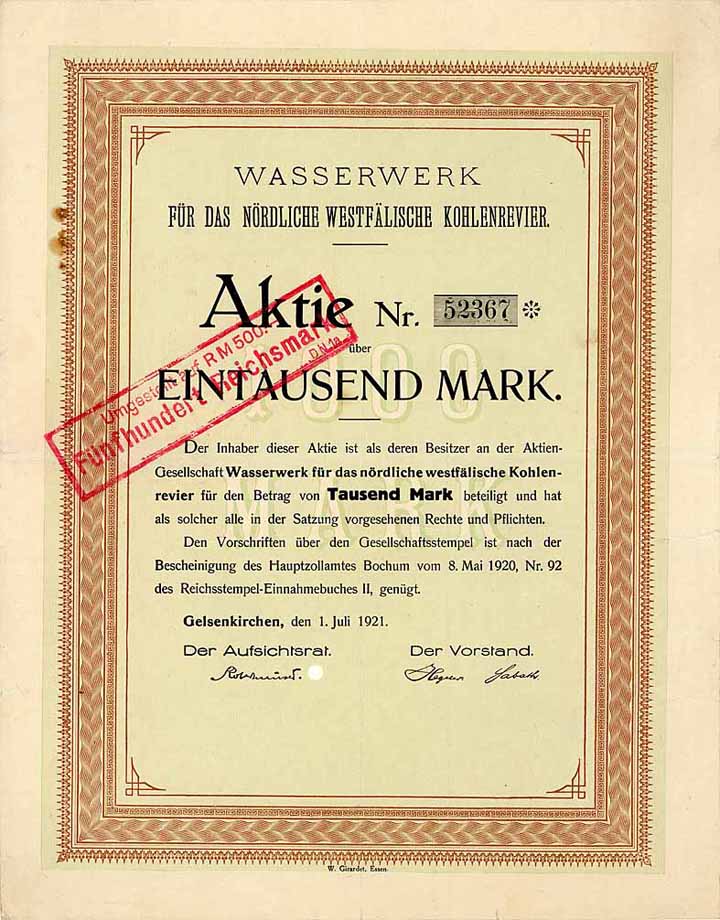 WASSERWERK
FÜR DAS NÖRDLICHE WESTFÄLISCHE KOHLENREVIER.
Aktie Nr. 52367 *
über
1000
EINTAUSEND MARK.
Umgestellt auf RM 500.-
Fünfhundert Reichsmark
D.N.1a
MARK
Der Inhaber dieser Aktie ist als deren Besitzer an der Aktien-
Gesellschaft Wasserwerk für das nördliche westfälische Kohlen-
revier für den Betrag von Tausend Mark beteiligt und hat
als solcher alle in der Satzung vorgesehenen Rechte und Pflichten.
Den Vorschriften über den Gesellschaftsstempel ist nach der
Bescheinigung des Hauptzollamtes Bochum vom 8. Mai 1920, Nr. 92
des Reichsstempel-Einnahmebuches II, genügt.
Gelsenkirchen, den 1. Juli 1921.
Der Aufsichtsrat. Der Vorstand.
W. Girardet, Essen.